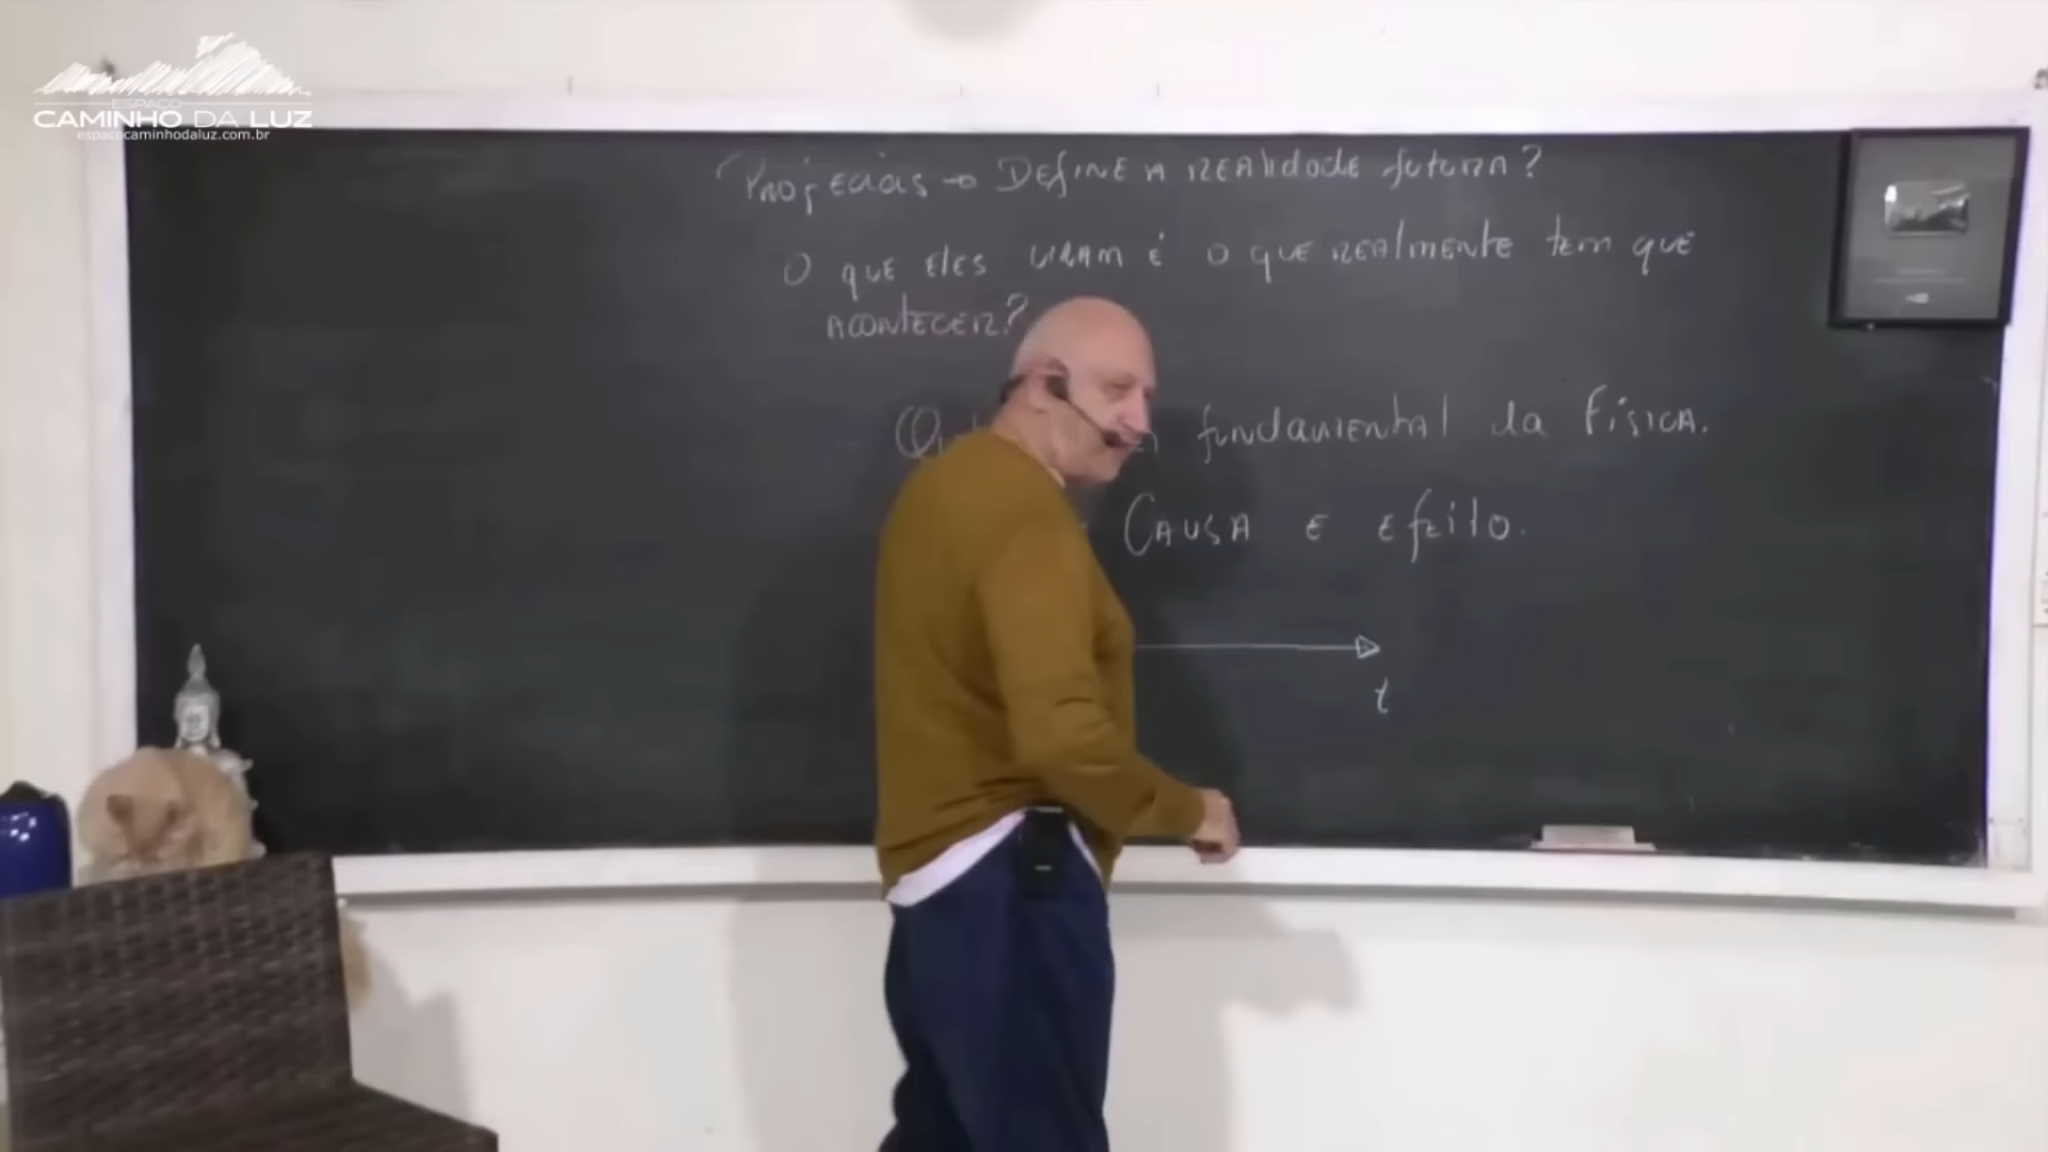 ESPAÇO
CAMINHO DA LUZ
espacocaminhodaluz.com.br
Profecias → Define a realidade futura?
O que eles viram é o que realmente tem que
acontecer?
fundamental da Física.
Causa e efeito.
t